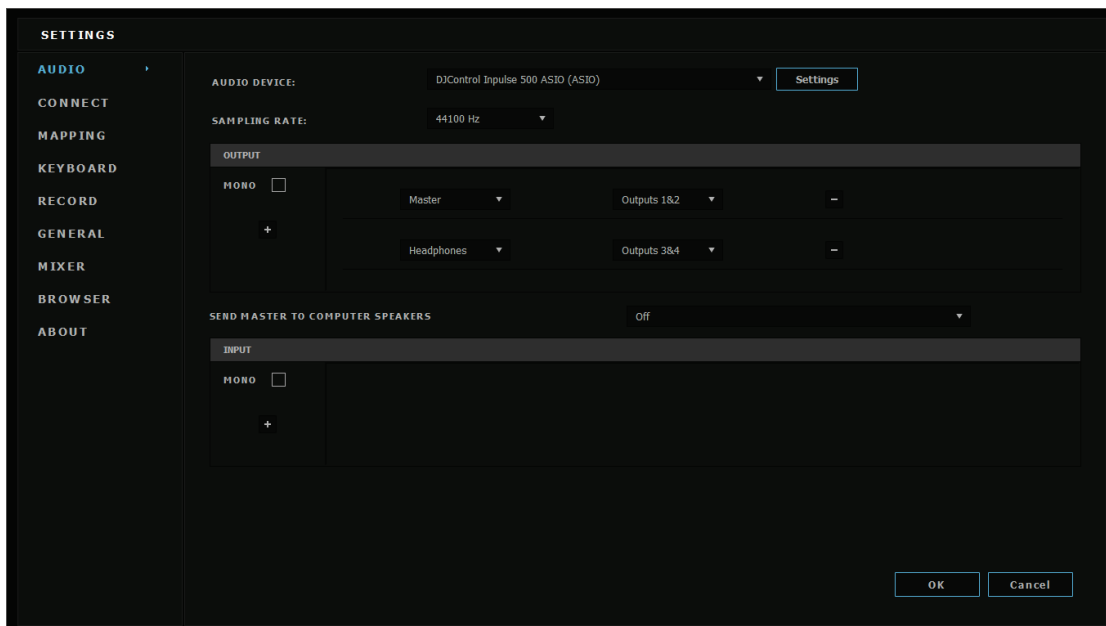 SETTINGS
AUDIO
CONNECT
MAPPING
KEYBOARD
RECORD
GENERAL
MIXER
BROWSER
ABOUT
AUDIO DEVICE: DJControl Inpulse 500 ASIO (ASIO) Settings
SAMPLING RATE: 44100 Hz
OUTPUT
MONO
+
Master Outputs 1&2 −
Headphones Outputs 3&4 −
SEND MASTER TO COMPUTER SPEAKERS Off
INPUT
MONO
+
OK Cancel